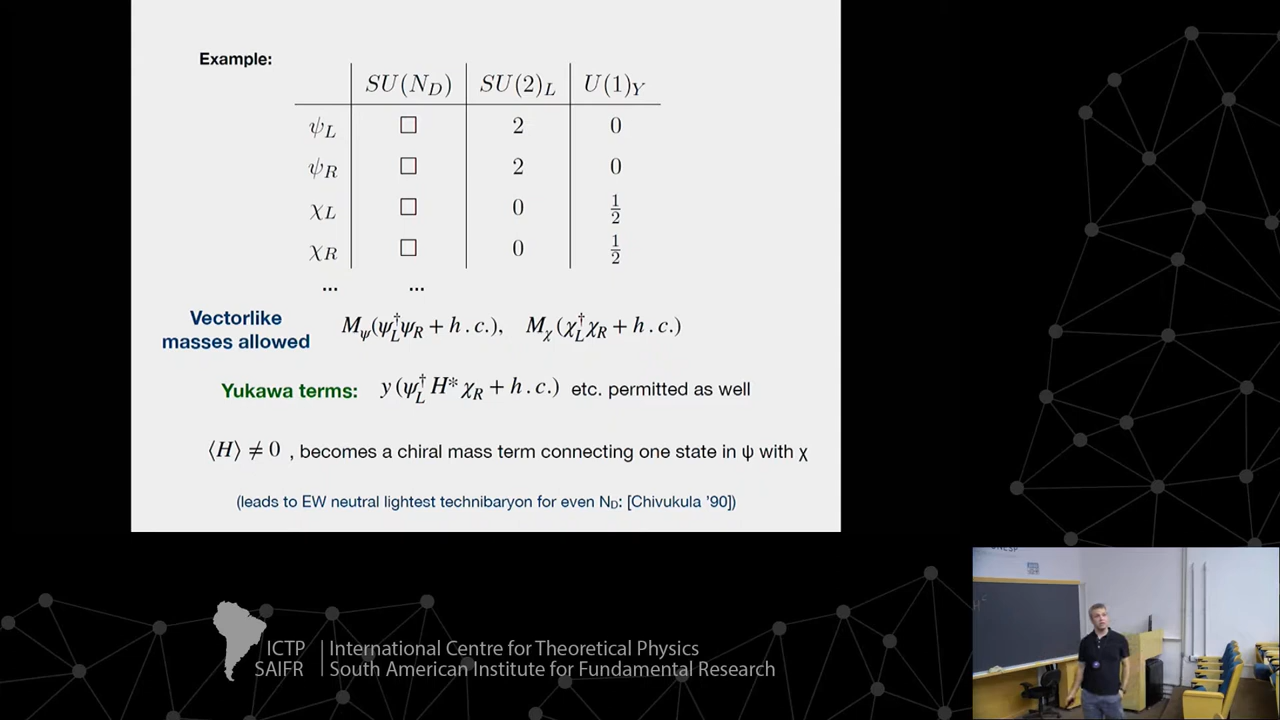 Example:
SU(N_D) SU(2)_L U(1)_Y
ψ_L □ 2 0
ψ_R □ 2 0
χ_L □ 0 1/2
χ_R □ 0 1/2
... ...
Vectorlike
masses allowed M_ψ(ψ_L^†ψ_R + h.c.), M_χ(χ_L^†χ_R + h.c.)
Yukawa terms: y(ψ_L^† H* χ_R + h.c.) etc. permitted as well
⟨H⟩ ≠ 0 , becomes a chiral mass term connecting one state in ψ with χ
(leads to EW neutral lightest technibaryon for even N_D: [Chivukula '90])
ICTP
SAIFR
International Centre for Theoretical Physics
South American Institute for Fundamental Research